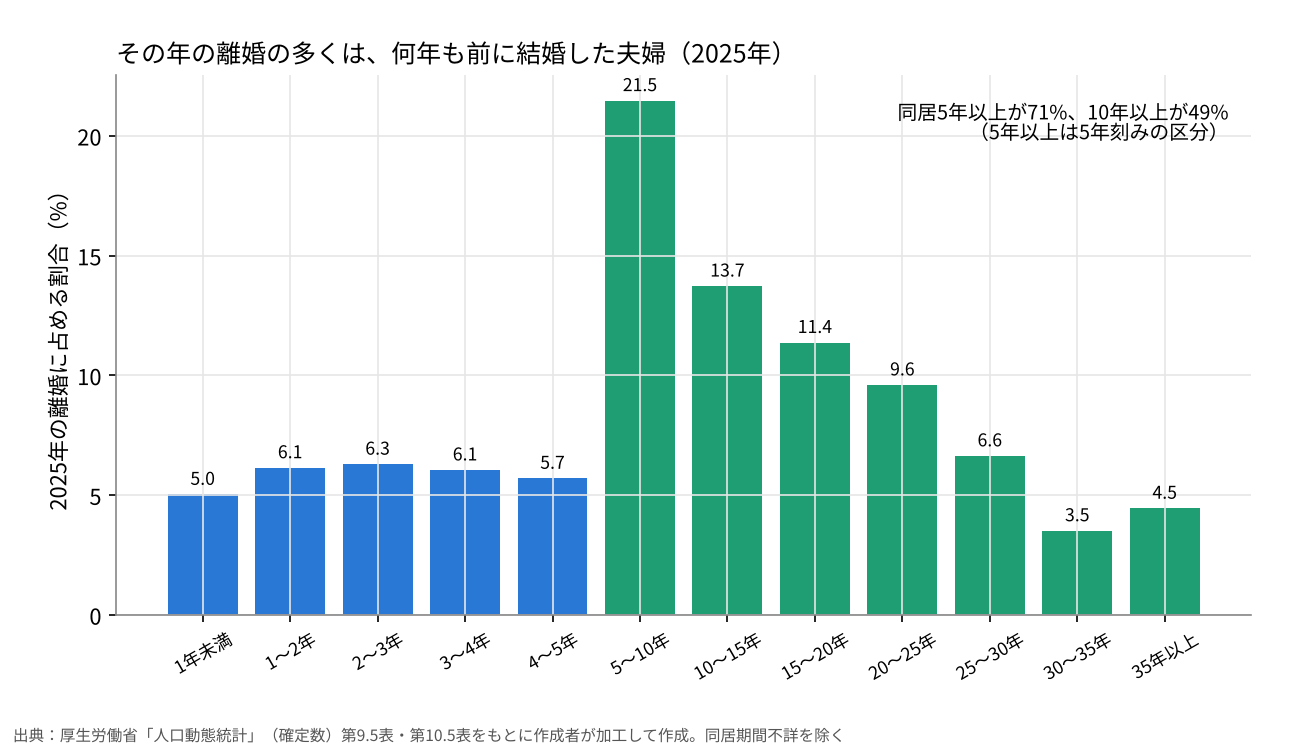 その年の離婚の多くは、何年も前に結婚した夫婦（2025年）
同居5年以上が71%、10年以上が49%
（5年以上は5年刻みの区分）
2025年の離婚に占める割合（%）
20
15
10
5
0
5.0
6.1
6.3
6.1
5.7
21.5
13.7
11.4
9.6
6.6
3.5
4.5
1年未満
1～2年
2～3年
3～4年
4～5年
5～10年
10～15年
15～20年
20～25年
25～30年
30～35年
35年以上
出典：厚生労働省「人口動態統計」（確定数）第9.5表・第10.5表をもとに作成者が加工して作成。同居期間不詳を除く